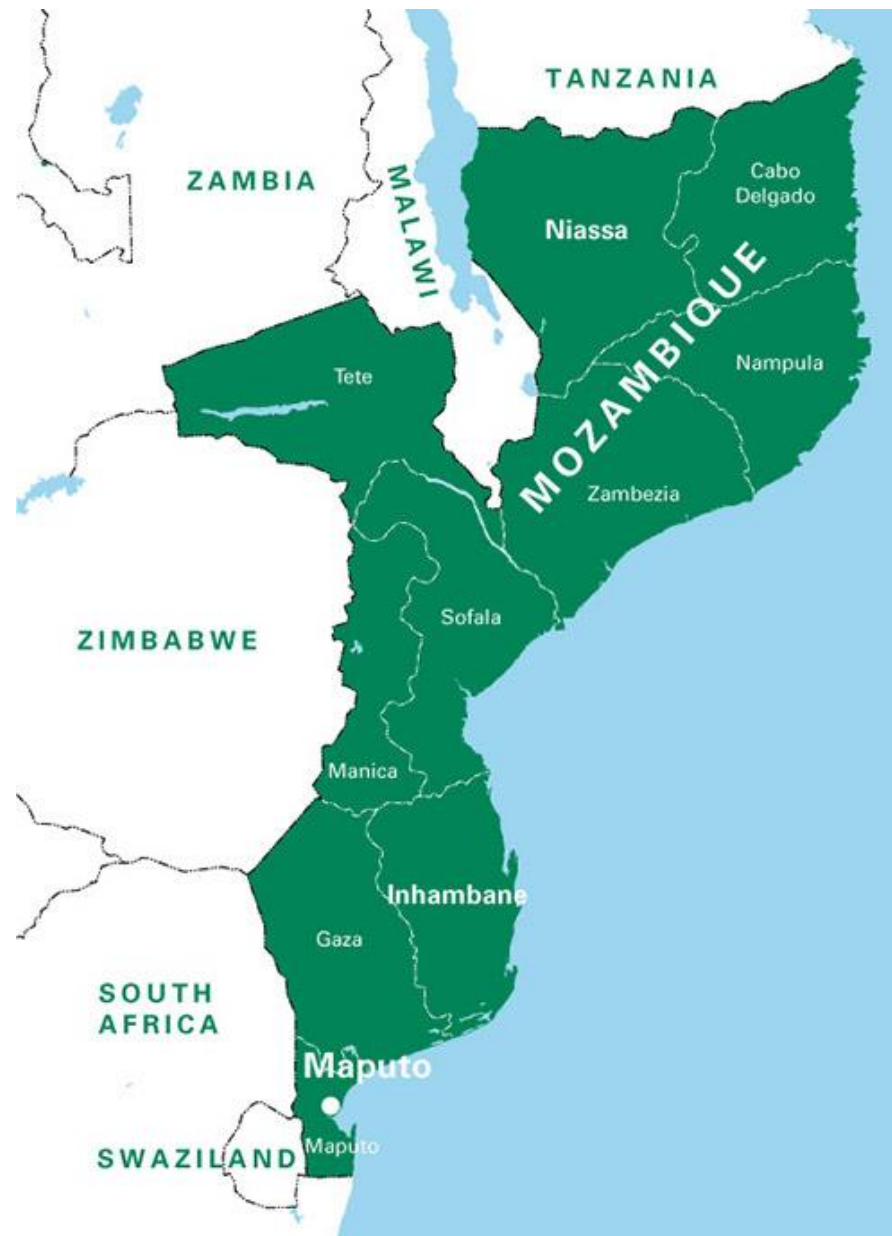 TANZANIA
ZAMBIA
MALAWI
Cabo
Delgado
Niassa
MOZAMBIQUE
Nampula
Tete
Zambezia
Sofala
ZIMBABWE
Manica
Inhambane
Gaza
SOUTH
AFRICA
Maputo
Maputo
SWAZILAND